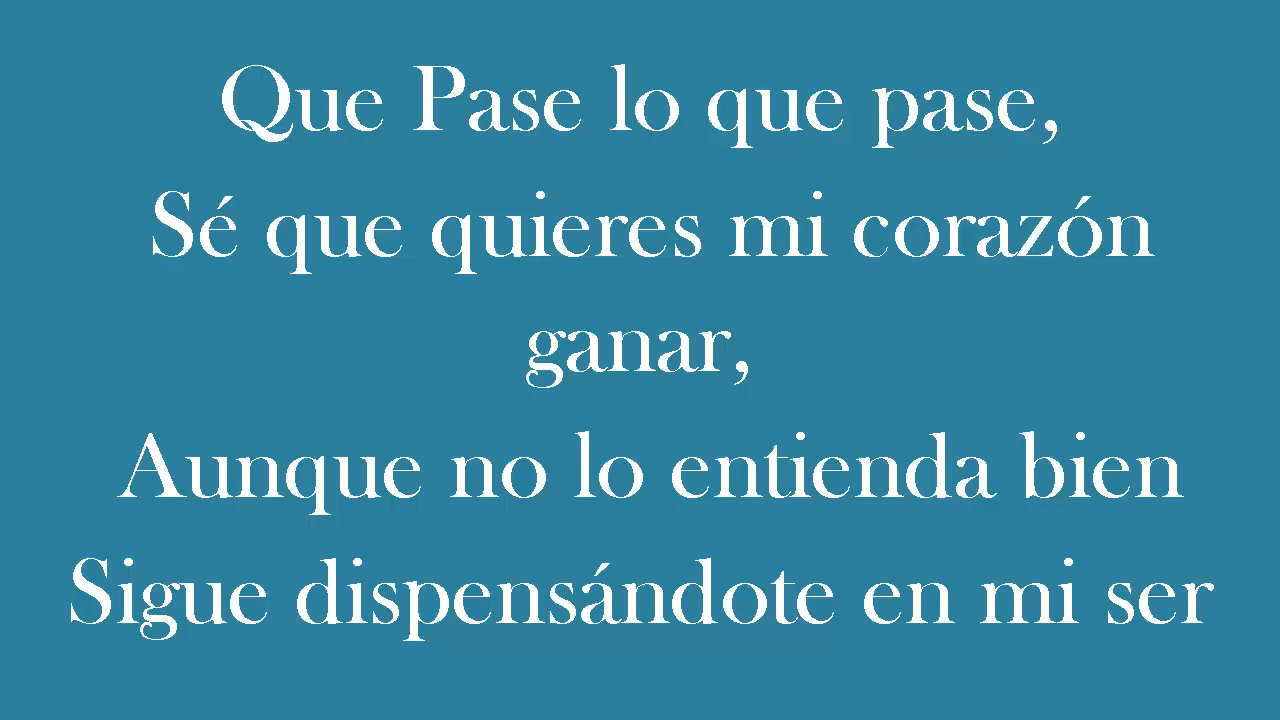 Que Pase lo que pase,
Sé que quieres mi corazón
ganar,
Aunque no lo entienda bien
Sigue dispensándote en mi ser